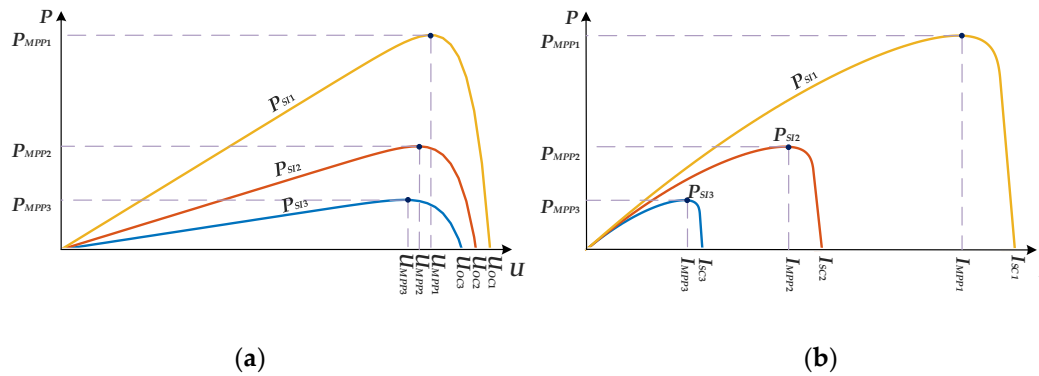 P
P_MPP1
P_SI1
P_MPP2
P_SI2
P_MPP3
P_SI3
U_MPP3 U_MPP2 U_MPP1 U_OC3 U_OC2 U_OC1 U
(a)
P
P_MPP1
P_SI1
P_MPP2
P_SI2
P_MPP3
P_SI3
I_MPP3 I_SC3 I_MPP2 I_SC2 I_MPP1 I_SC1
(b)